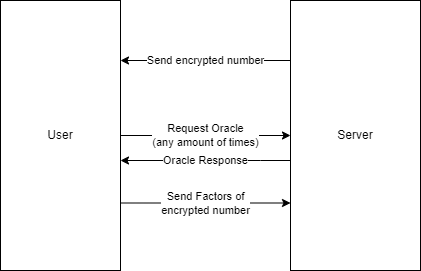 Send encrypted number
User
Request Oracle
(any amount of times)
Server
Oracle Response
Send Factors of
encrypted number